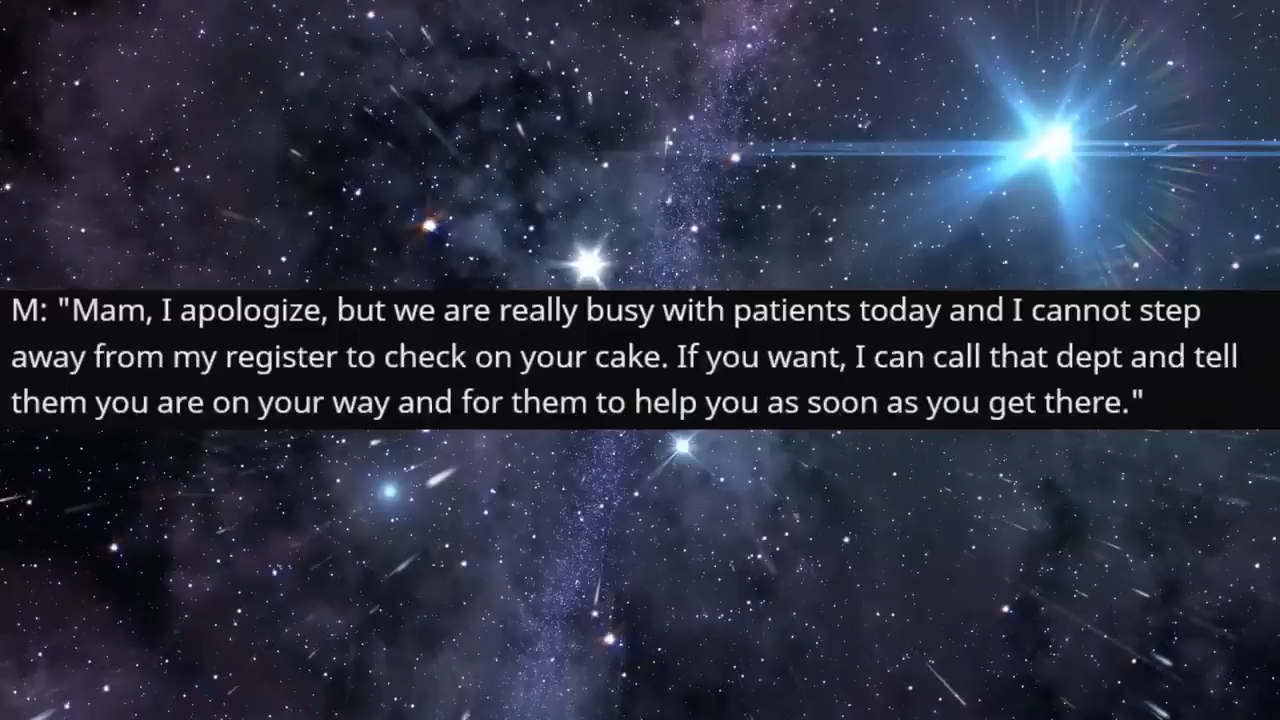 M: "Mam, I apologize, but we are really busy with patients today and I cannot step
away from my register to check on your cake. If you want, I can call that dept and tell
them you are on your way and for them to help you as soon as you get there."